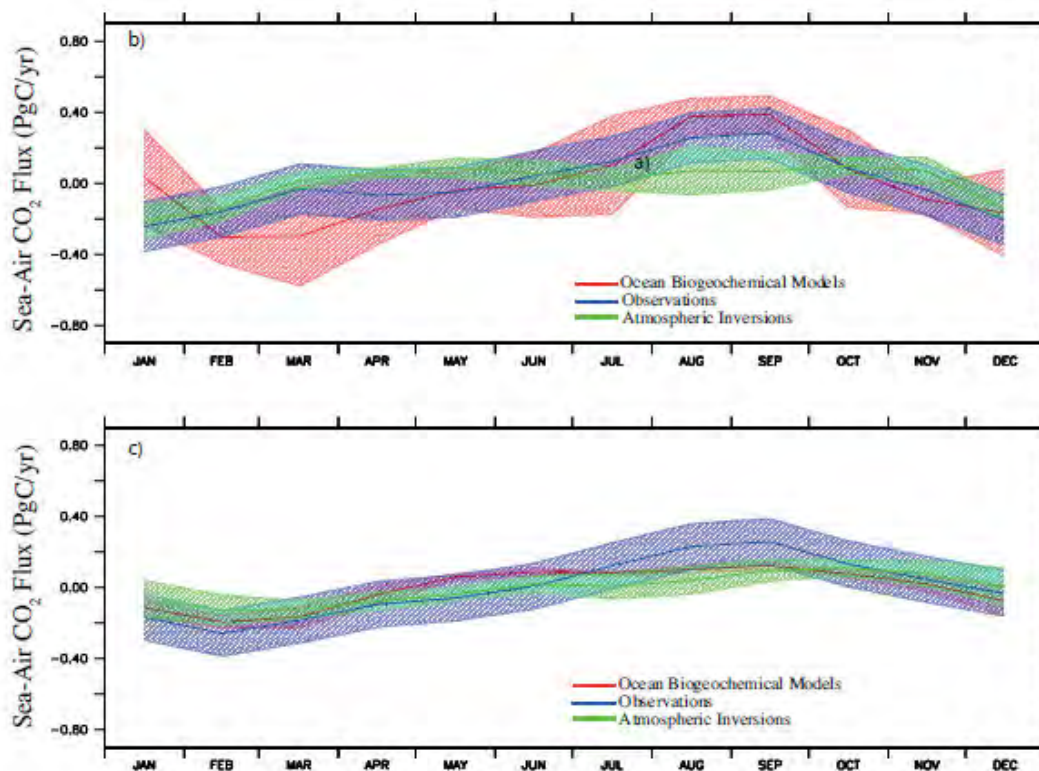 b)
Sea-Air CO2 Flux (PgC/yr)
0.80
0.40
0.00
-0.40
-0.80
a)
Ocean Biogeochemical Models
Observations
Atmospheric Inversions
JAN FEB MAR APR MAY JUN JUL AUG SEP OCT NOV DEC
c)
Sea-Air CO2 Flux (PgC/yr)
0.80
0.40
0.00
-0.40
-0.80
Ocean Biogeochemical Models
Observations
Atmospheric Inversions
JAN FEB MAR APR MAY JUN JUL AUG SEP OCT NOV DEC